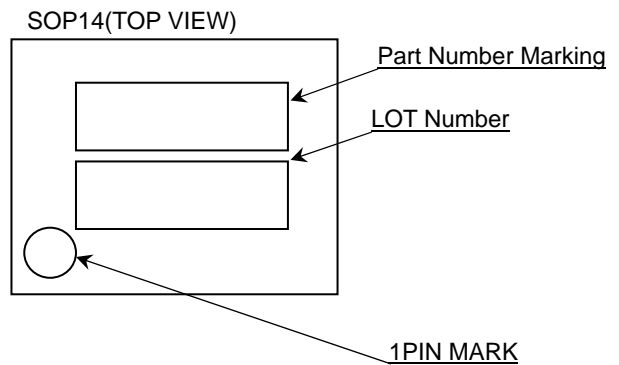 SOP14(TOP VIEW)
Part Number Marking
LOT Number
1PIN MARK